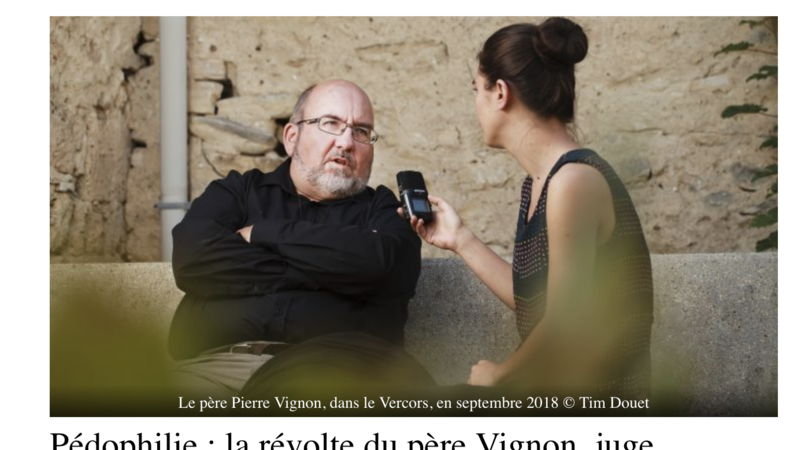 Le père Pierre Vignon, dans le Vercors, en septembre 2018 © Tim Douet
Pédophilie : la révolte du père Vignon, juge